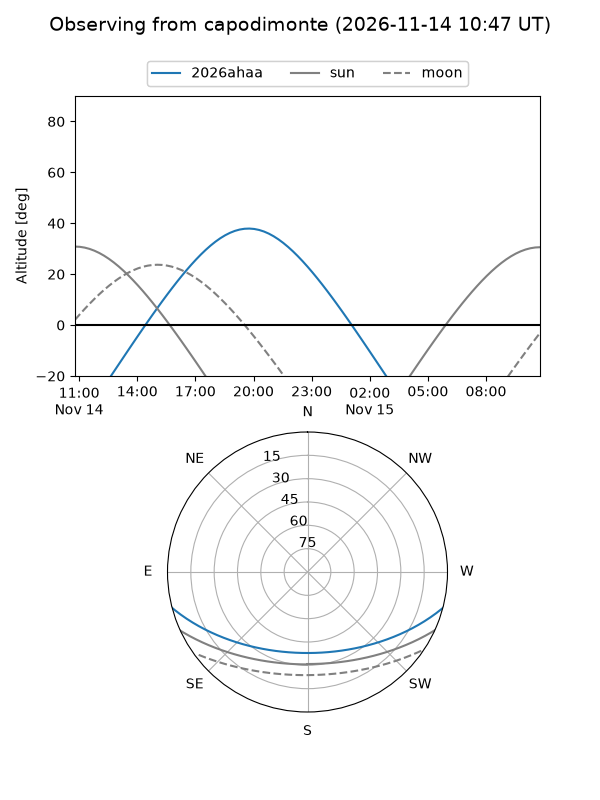 Observing from capodimonte (2026-11-14 10:47 UT)
2026ahaa sun moon
Altitude [deg]
80
60
40
20
0
−20
11:00 14:00 17:00 20:00 23:00 02:00 05:00 08:00
Nov 14 Nov 15
N
NE NW
15
30
45
60
75
E W
SE SW
S